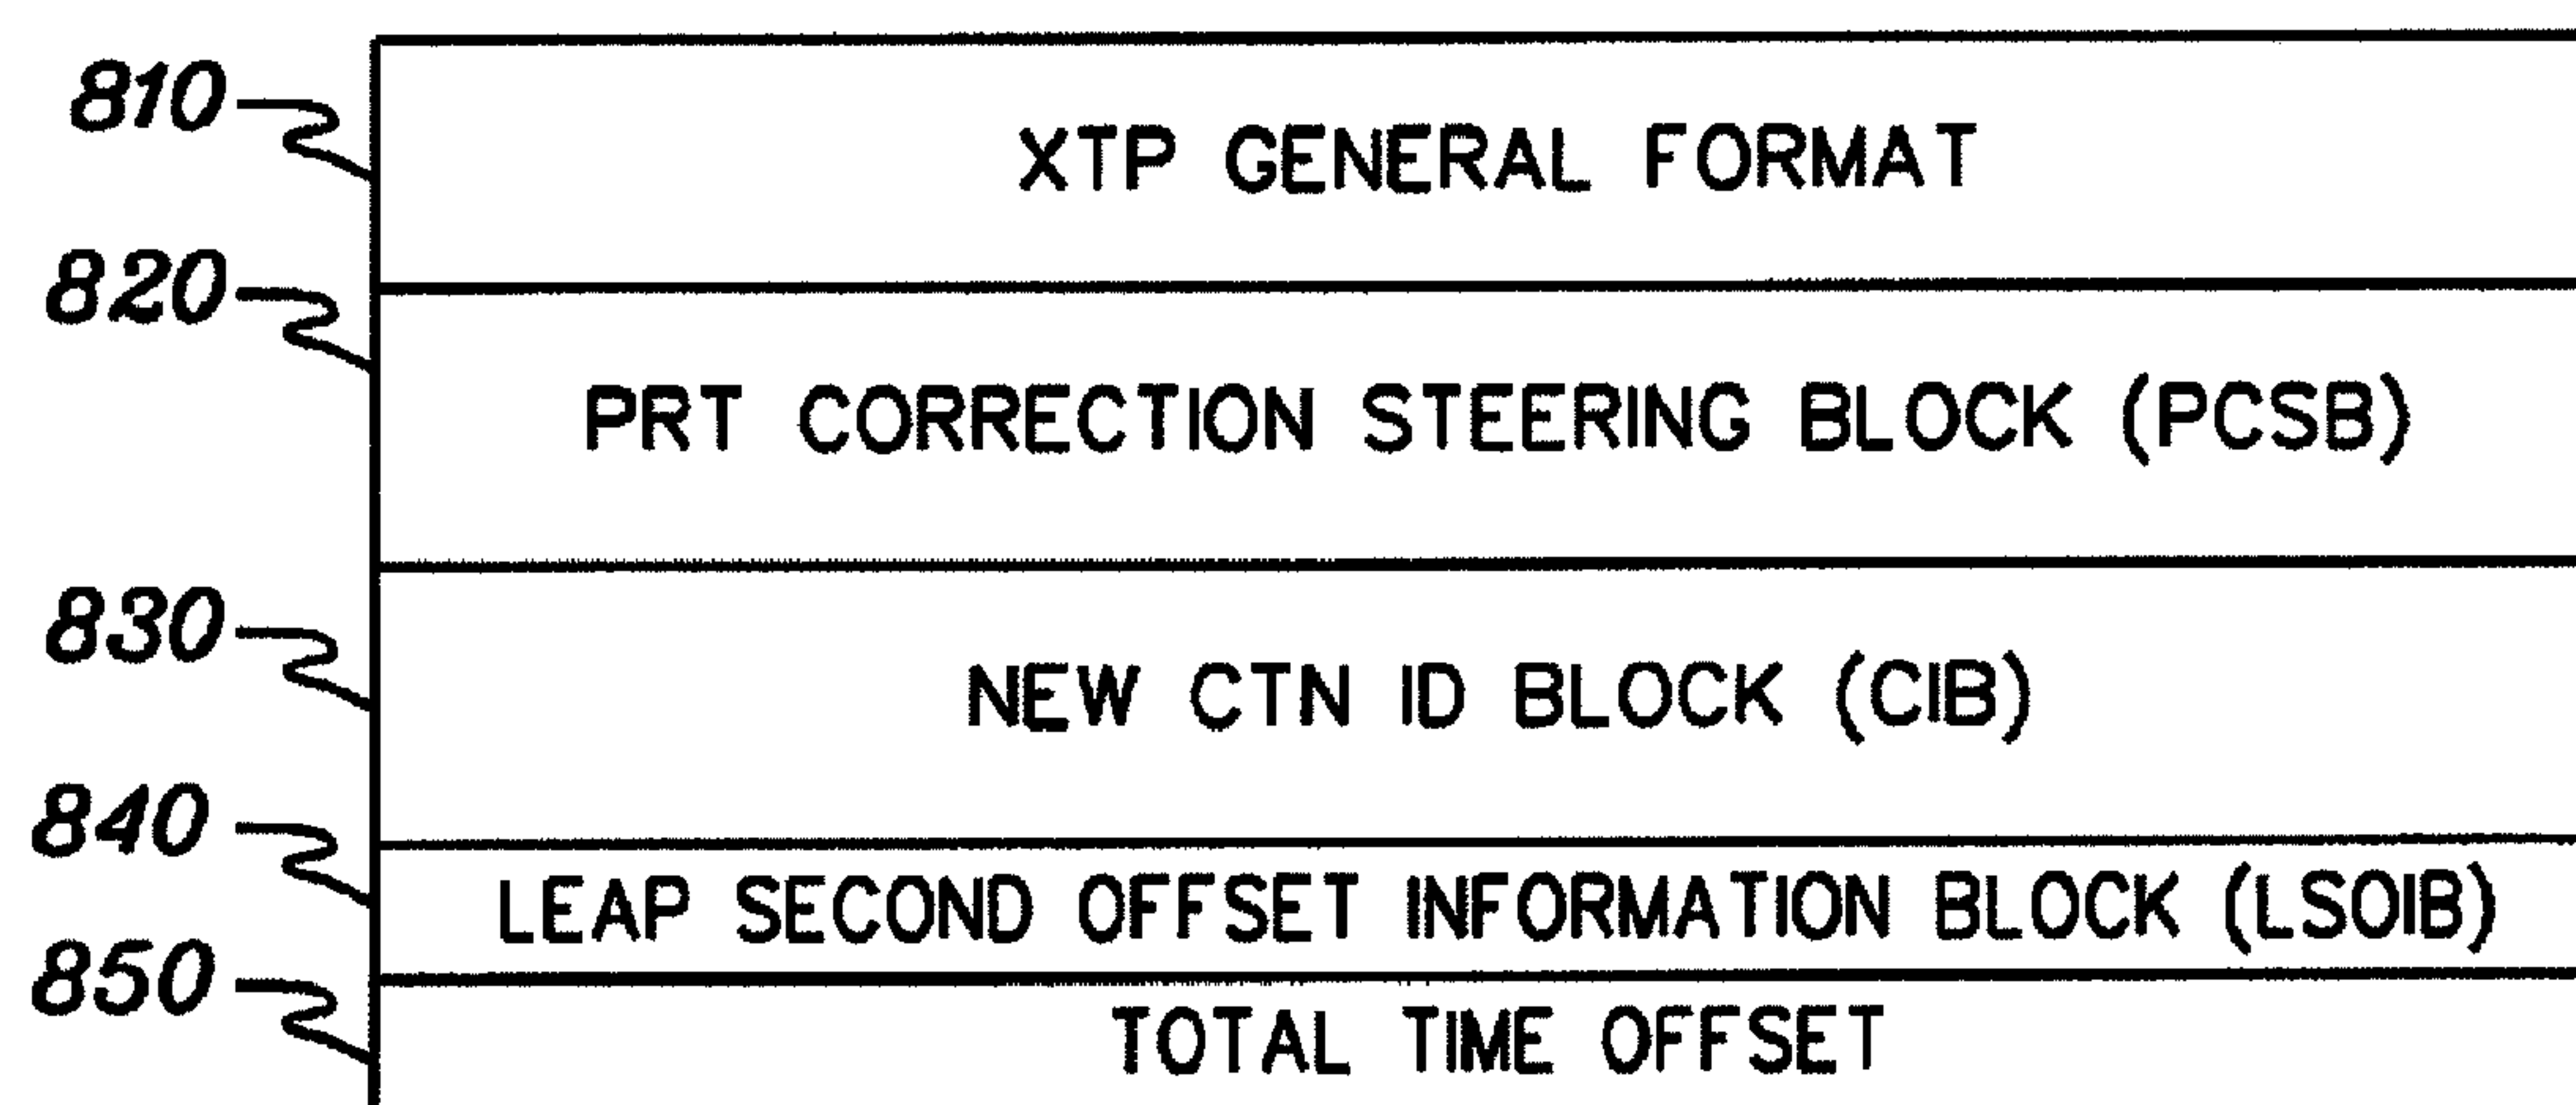 810
XTP GENERAL FORMAT
820
PRT CORRECTION STEERING BLOCK (PCSB)
830
NEW CTN ID BLOCK (CIB)
840
LEAP SECOND OFFSET INFORMATION BLOCK (LSOIB)
850
TOTAL TIME OFFSET